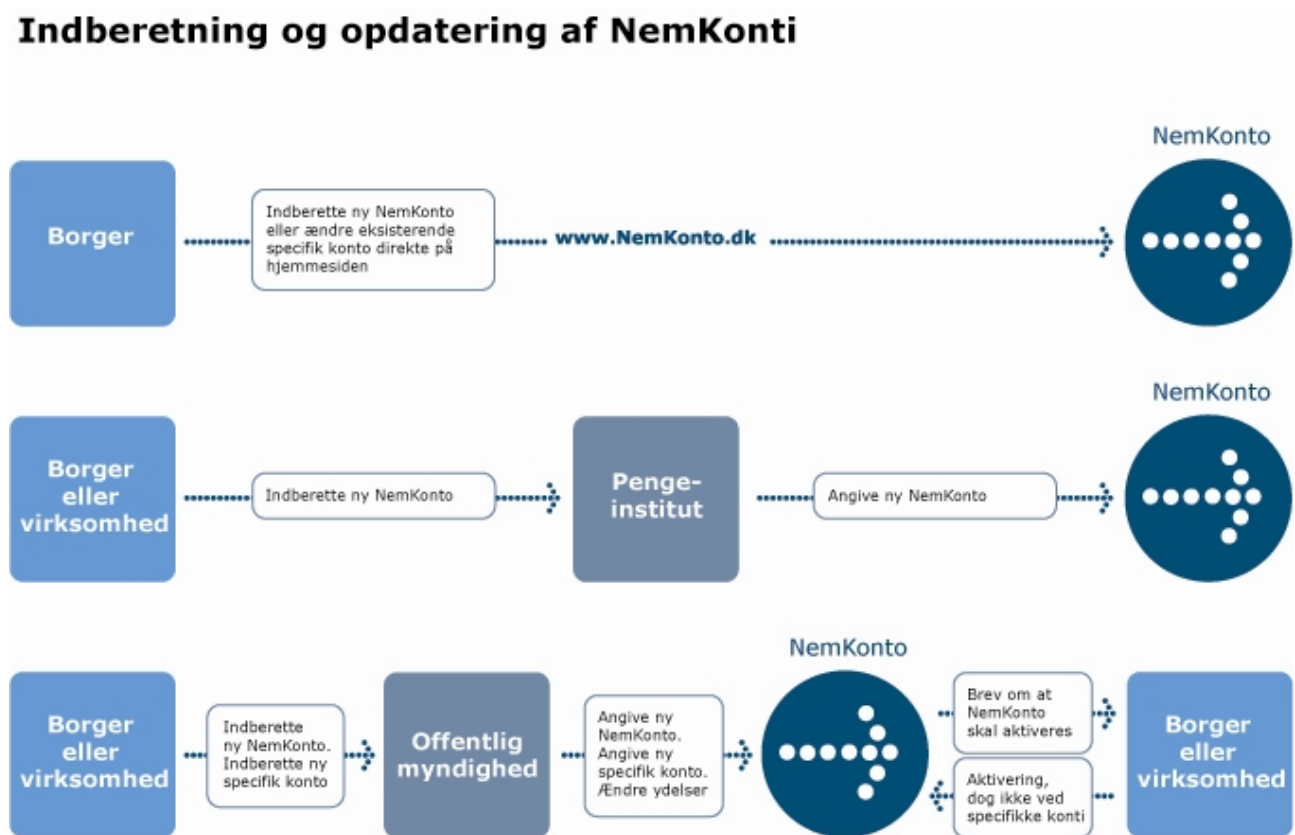 Indberetning og opdatering af NemKonti
NemKonto
Borger
Indberette ny NemKonto
eller ændre eksisterende
specifik konto direkte på
hjemmesiden
www.NemKonto.dk
NemKonto
Borger
eller
virksomhed
Indberette ny NemKonto
Penge-
institut
Angive ny NemKonto
NemKonto
Borger
eller
virksomhed
Indberette
ny NemKonto.
Indberette ny
specifik konto
Offentlig
myndighed
Angive ny
NemKonto.
Angive ny
specifik konto.
Ændre ydelser
Brev om at
NemKonto
skal aktiveres
Aktivering,
dog ikke ved
specifikke konti
Borger
eller
virksomhed